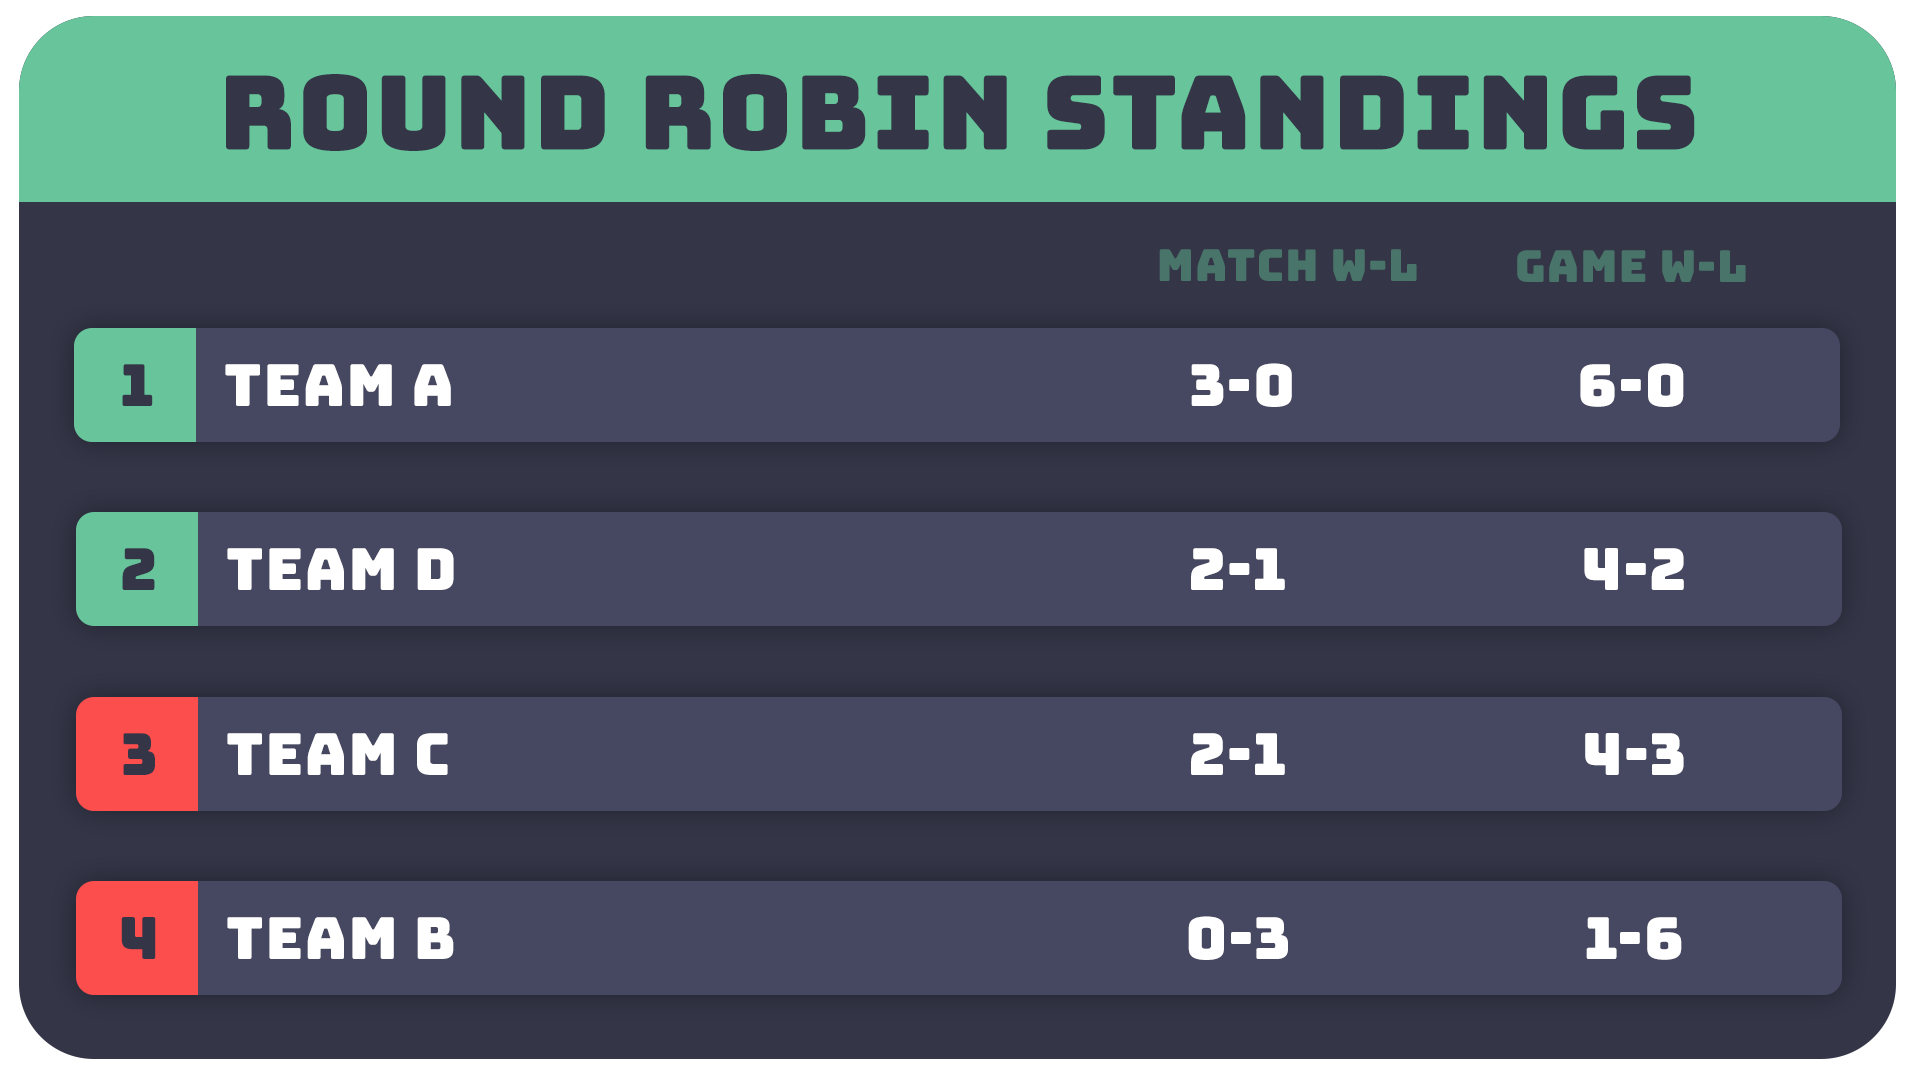 ROUND ROBIN STANDINGS
MATCH W-L GAME W-L
1 TEAM A 3-0 6-0
2 TEAM D 2-1 4-2
3 TEAM C 2-1 4-3
4 TEAM B 0-3 1-6